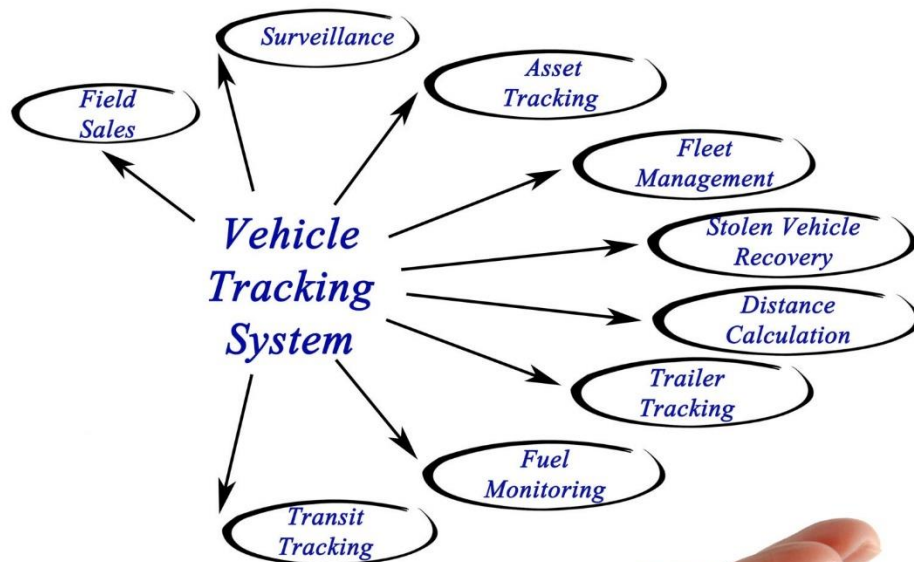 Surveillance
Field
Sales
Asset
Tracking
Fleet
Management
Vehicle
Tracking
System
Stolen Vehicle
Recovery
Distance
Calculation
Trailer
Tracking
Fuel
Monitoring
Transit
Tracking